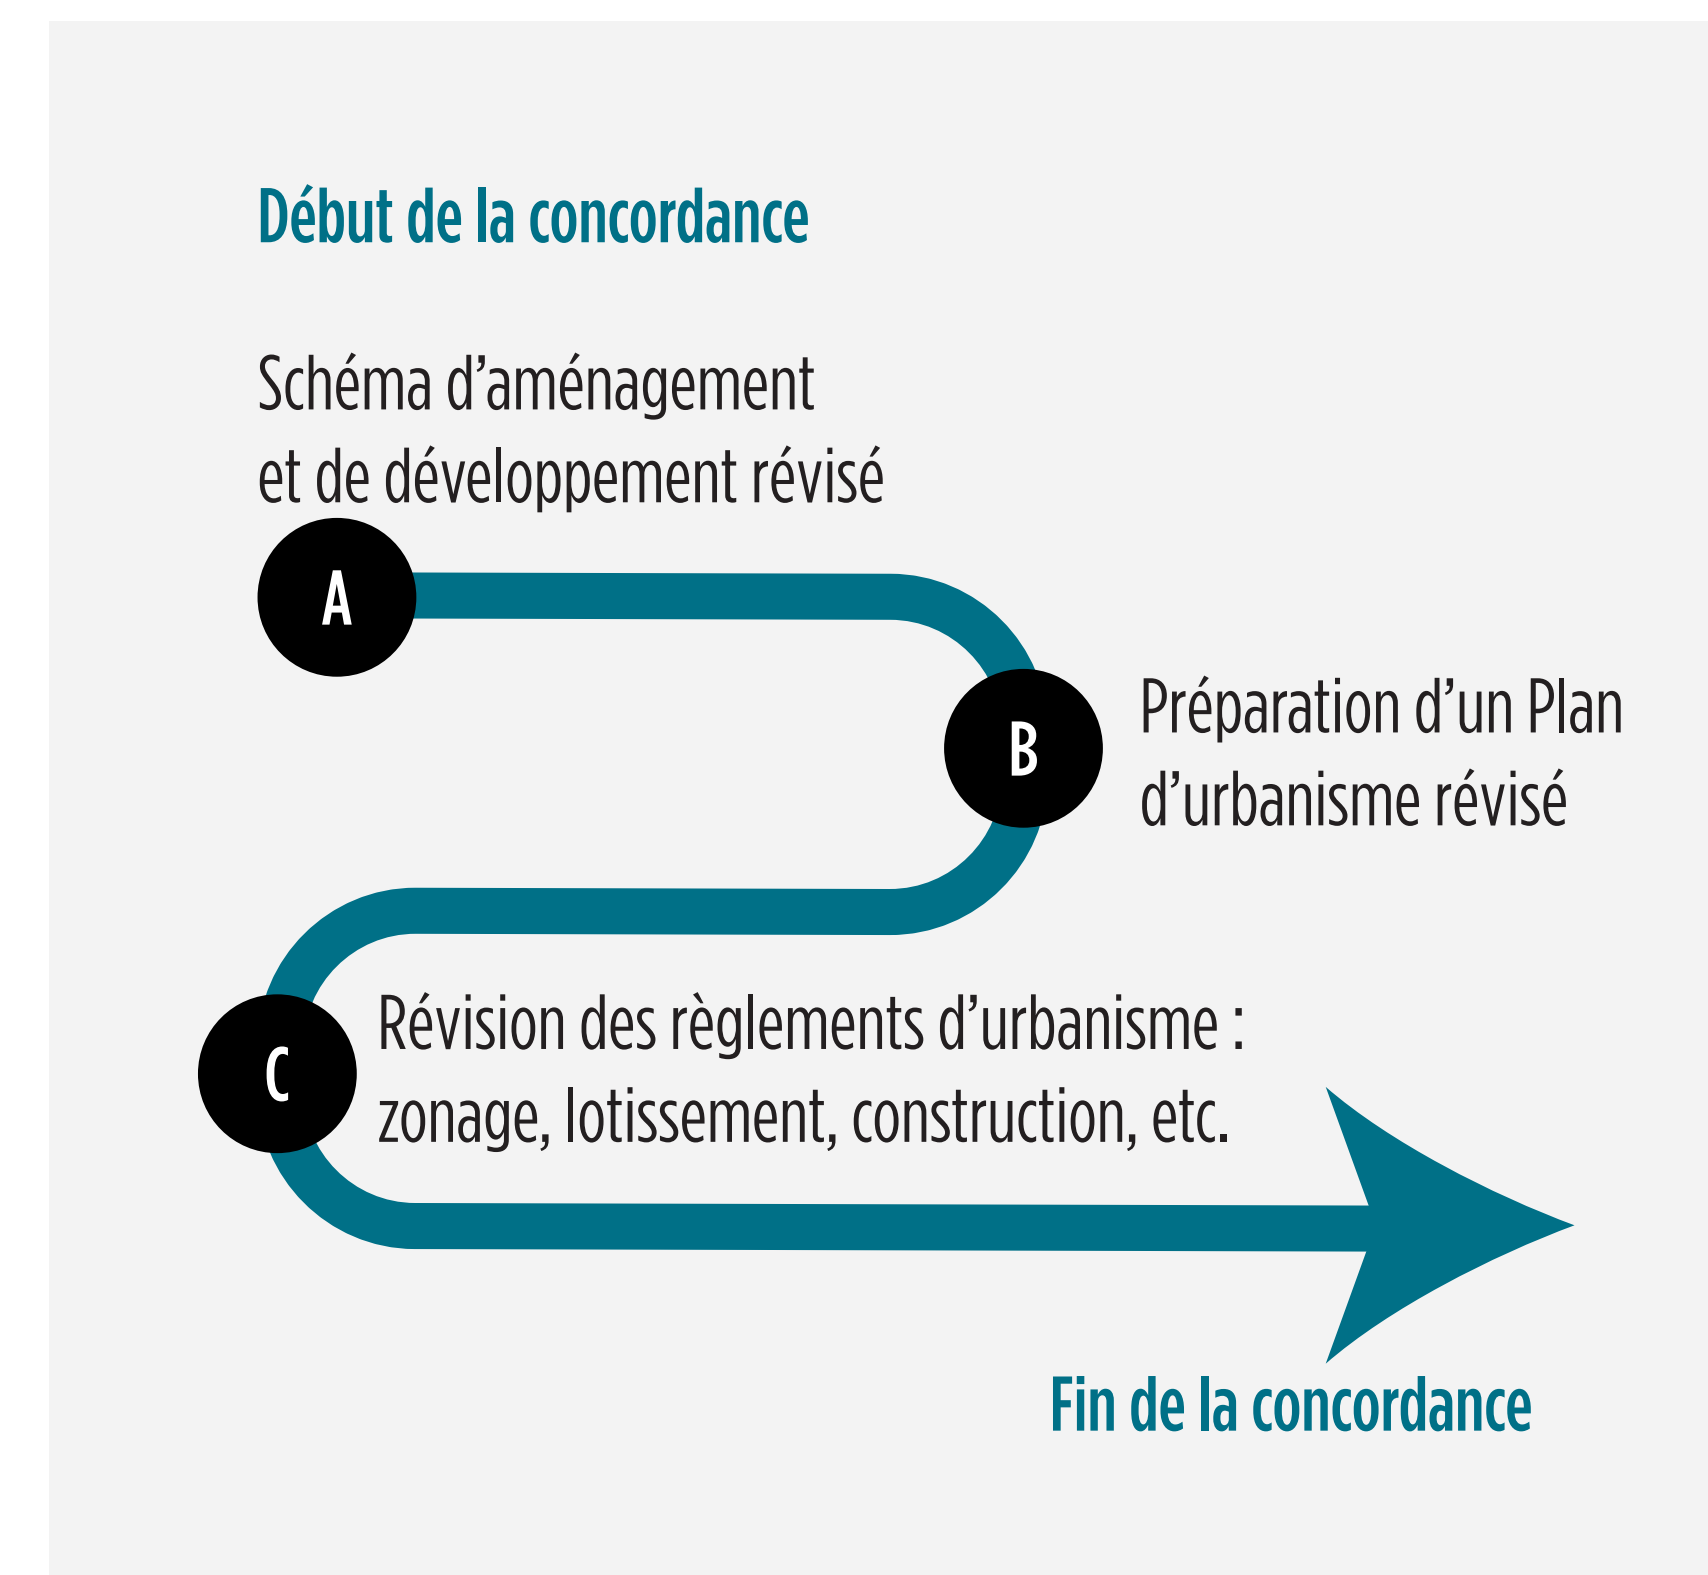 Début de la concordance
Schéma d’aménagement
et de développement révisé
A
B
Préparation d’un Plan
d’urbanisme révisé
C
Révision des règlements d’urbanisme :
zonage, lotissement, construction, etc.
Fin de la concordance